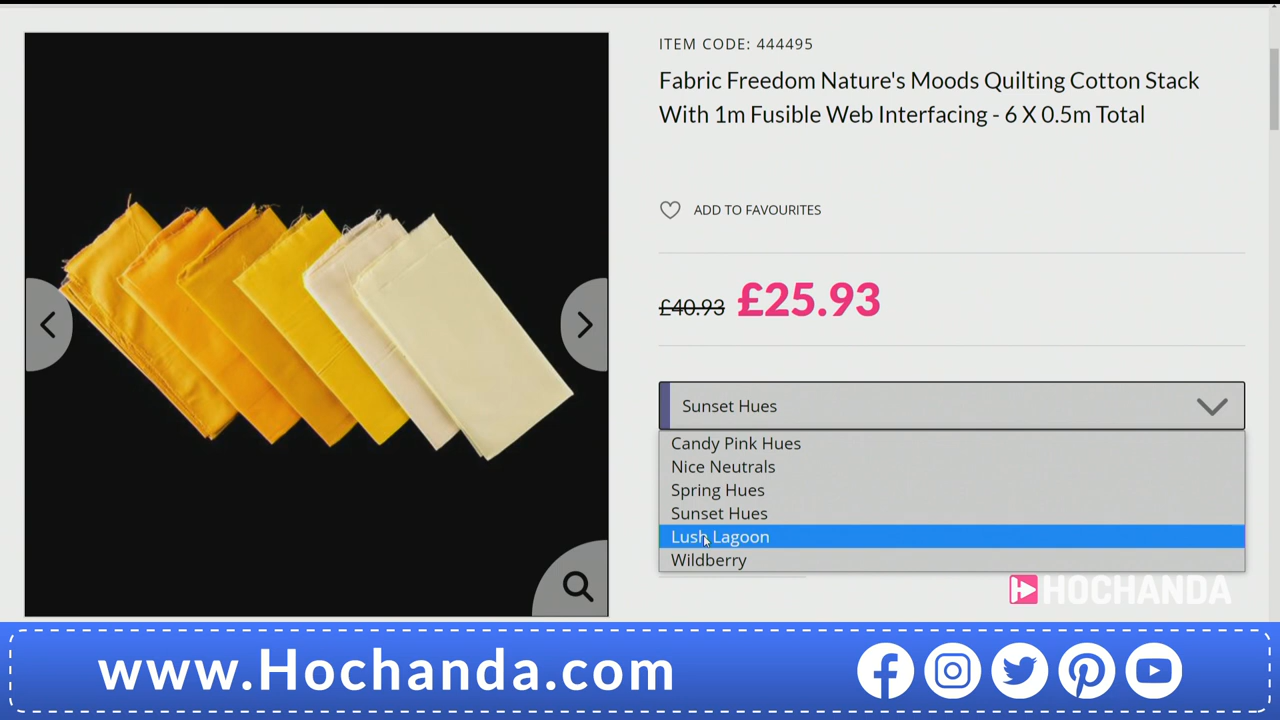 ITEM CODE: 444495
Fabric Freedom Nature's Moods Quilting Cotton Stack
With 1m Fusible Web Interfacing - 6 X 0.5m Total
ADD TO FAVOURITES
£40.93 £25.93
Sunset Hues
Candy Pink Hues
Nice Neutrals
Spring Hues
Sunset Hues
Lush Lagoon
Wildberry
HOCHANDA
www.Hochanda.com